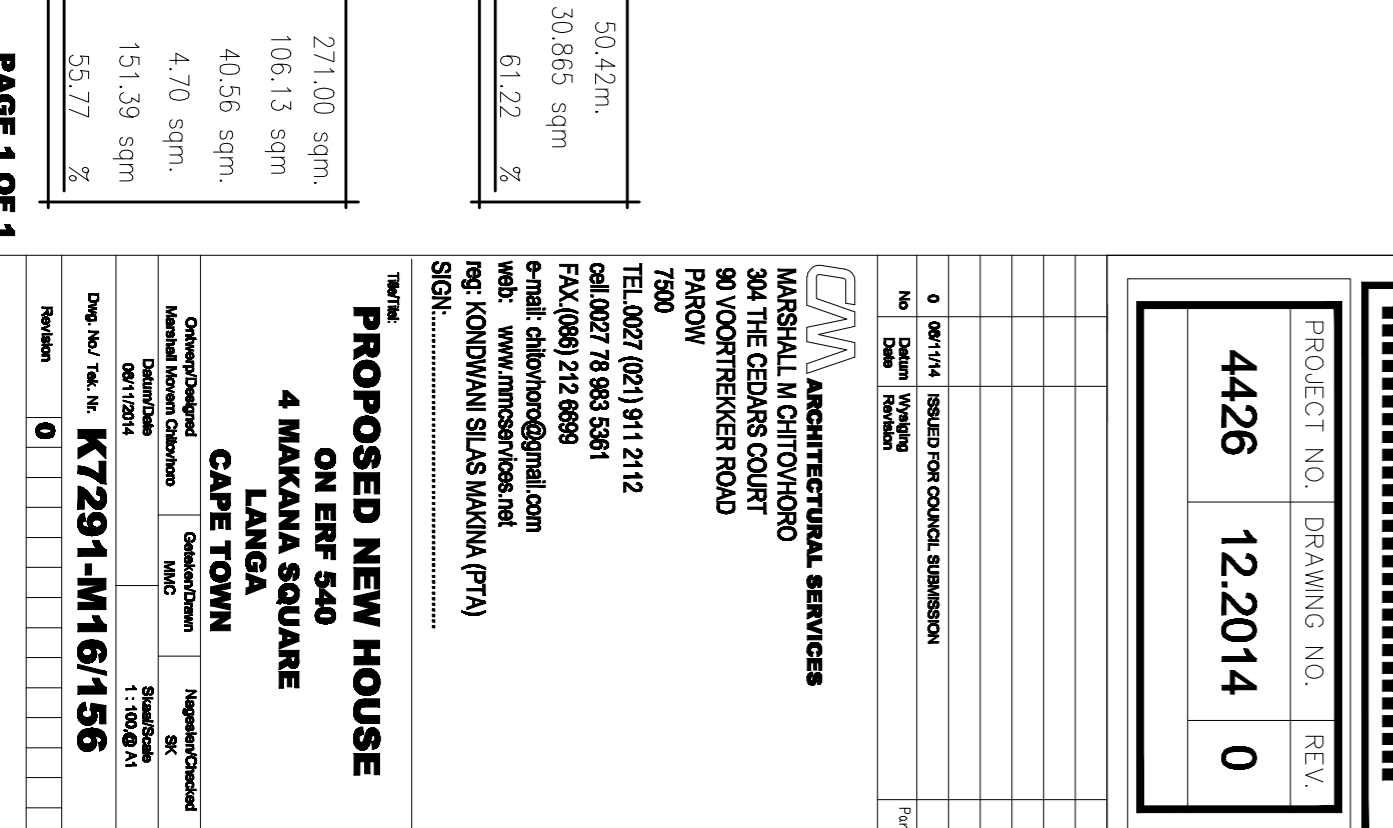 PROJECT NO. DRAWING NO. REV.
4426 12.2014 0
0 06/11/14 ISSUED FOR COUNCIL SUBMISSION
No Datum Date Wysiging Revision
ARCHITECTURAL SERVICES
MARSHALL M CHITOVHORO
304 THE CEDARS COURT
90 VOORTREKKER ROAD
PAROW
7500
TEL.0027 (021) 911 2112
cell.0027 78 983 5361
FAX.(086) 212 6699
e-mail: chitovhoro@gmail.com
web: www.mmcservices.net
reg: KONDWANI SILAS MAKINA (PTA)
SIGN:................................................
Title/Titel:
PROPOSED NEW HOUSE
ON ERF 540
4 MAKANA SQUARE
LANGA
CAPE TOWN
Ontwerp/Designed Geteken/Drawn Nagesien/Checked
Marshall Movern Chitovhoro MMC SK
Datum/Date Skaal/Scale
06/11/2014 1 : 100,@ A1
Dwg. No./ Tek. Nr. K7291-M16/156
Revision 0
50.42m.
30.865 sqm
61.22 %
271.00 sqm.
106.13 sqm
40.56 sqm.
4.70 sqm.
151.39 sqm
55.77 %
PAGE 1 OF 1